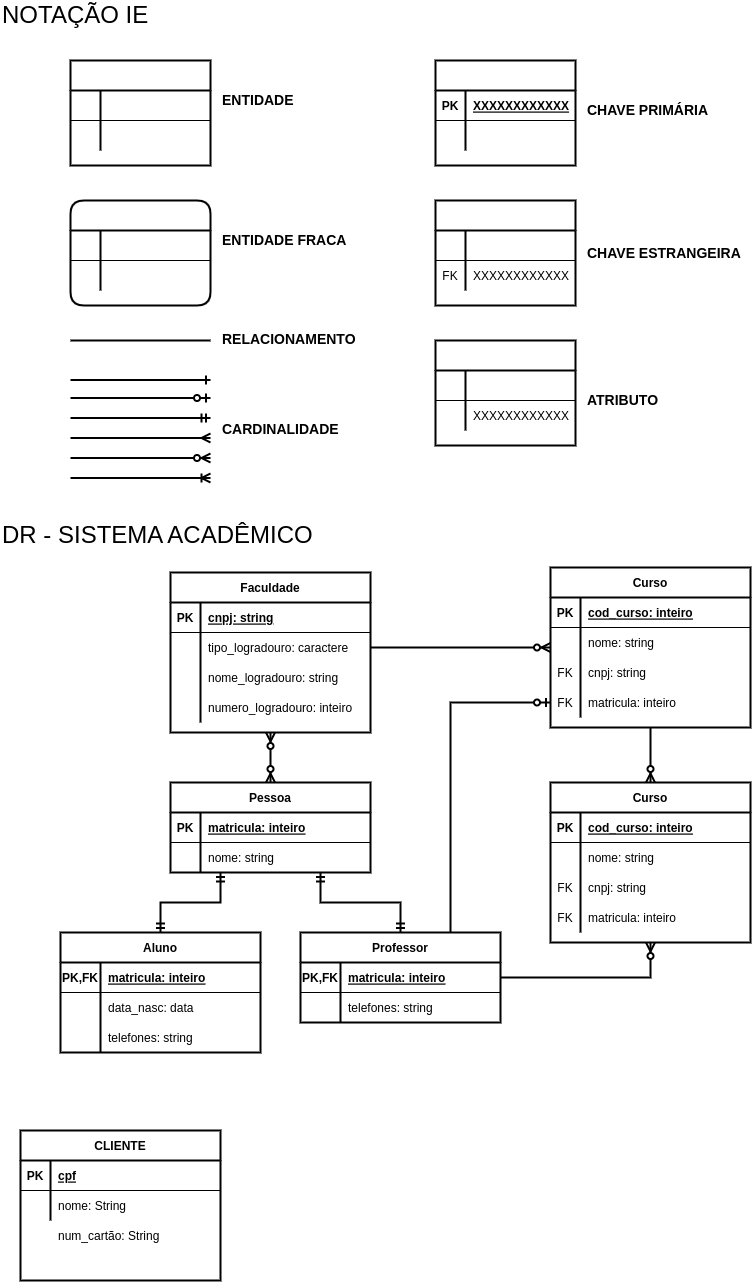 NOTAÇÃO IE
ENTIDADE
PK XXXXXXXXXXXX
CHAVE PRIMÁRIA
ENTIDADE FRACA
FK XXXXXXXXXXXX
CHAVE ESTRANGEIRA
RELACIONAMENTO
CARDINALIDADE
XXXXXXXXXXXX
ATRIBUTO
DR - SISTEMA ACADÊMICO
Faculdade
PK cnpj: string
tipo_logradouro: caractere
nome_logradouro: string
numero_logradouro: inteiro
Curso
PK cod_curso: inteiro
nome: string
FK cnpj: string
FK matricula: inteiro
Pessoa
PK matricula: inteiro
nome: string
Curso
PK cod_curso: inteiro
nome: string
FK cnpj: string
FK matricula: inteiro
Aluno
PK,FK matricula: inteiro
data_nasc: data
telefones: string
Professor
PK,FK matricula: inteiro
telefones: string
CLIENTE
PK cpf
nome: String
num_cartão: String